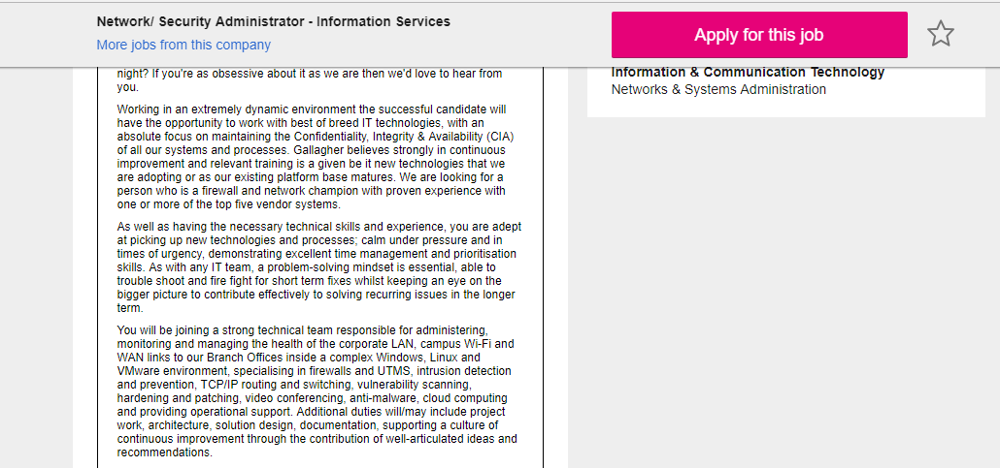 Network/ Security Administrator - Information Services
More jobs from this company
Apply for this job
night? If you're as obsessive about it as we are then we'd love to hear from
you.
Working in an extremely dynamic environment the successful candidate will
have the opportunity to work with best of breed IT technologies, with an
absolute focus on maintaining the Confidentiality, Integrity & Availability (CIA)
of all our systems and processes. Gallagher believes strongly in continuous
improvement and relevant training is a given be it new technologies that we
are adopting or as our existing platform base matures. We are looking for a
person who is a firewall and network champion with proven experience with
one or more of the top five vendor systems.
As well as having the necessary technical skills and experience, you are adept
at picking up new technologies and processes; calm under pressure and in
times of urgency, demonstrating excellent time management and prioritisation
skills. As with any IT team, a problem-solving mindset is essential, able to
trouble shoot and fire fight for short term fixes whilst keeping an eye on the
bigger picture to contribute effectively to solving recurring issues in the longer
term.
You will be joining a strong technical team responsible for administering,
monitoring and managing the health of the corporate LAN, campus Wi-Fi and
WAN links to our Branch Offices inside a complex Windows, Linux and
VMware environment, specialising in firewalls and UTMS, intrusion detection
and prevention, TCP/IP routing and switching, vulnerability scanning,
hardening and patching, video conferencing, anti-malware, cloud computing
and providing operational support. Additional duties will/may include project
work, architecture, solution design, documentation, supporting a culture of
continuous improvement through the contribution of well-articulated ideas and
recommendations.
Information & Communication Technology
Networks & Systems Administration